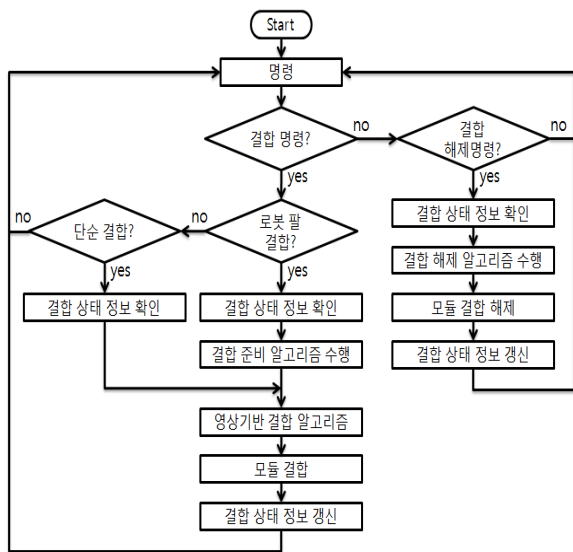 Start
명령
결합 명령?
no
yes
결합
해제명령?
no
yes
결합 상태 정보 확인
결합 해제 알고리즘 수행
모듈 결합 해제
결합 상태 정보 갱신
로봇 팔
결합?
no
yes
단순 결합?
no
yes
결합 상태 정보 확인
결합 상태 정보 확인
결합 준비 알고리즘 수행
영상기반 결합 알고리즘
모듈 결합
결합 상태 정보 갱신